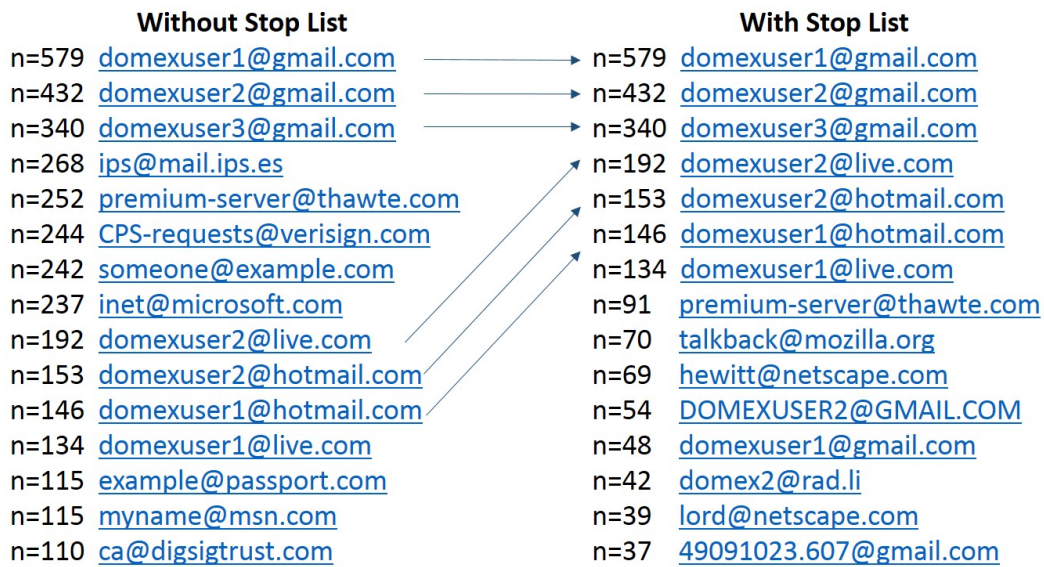 Without Stop List
n=579 domexuser1@gmail.com
n=432 domexuser2@gmail.com
n=340 domexuser3@gmail.com
n=268 ips@mail.ips.es
n=252 premium-server@thawte.com
n=244 CPS-requests@verisign.com
n=242 someone@example.com
n=237 inet@microsoft.com
n=192 domexuser2@live.com
n=153 domexuser2@hotmail.com
n=146 domexuser1@hotmail.com
n=134 domexuser1@live.com
n=115 example@passport.com
n=115 myname@msn.com
n=110 ca@digsigtrust.com
With Stop List
n=579 domexuser1@gmail.com
n=432 domexuser2@gmail.com
n=340 domexuser3@gmail.com
n=192 domexuser2@live.com
n=153 domexuser2@hotmail.com
n=146 domexuser1@hotmail.com
n=134 domexuser1@live.com
n=91 premium-server@thawte.com
n=70 talkback@mozilla.org
n=69 hewitt@netscape.com
n=54 DOMEXUSER2@GMAIL.COM
n=48 domexuser1@gmail.com
n=42 domex2@rad.li
n=39 lord@netscape.com
n=37 49091023.607@gmail.com